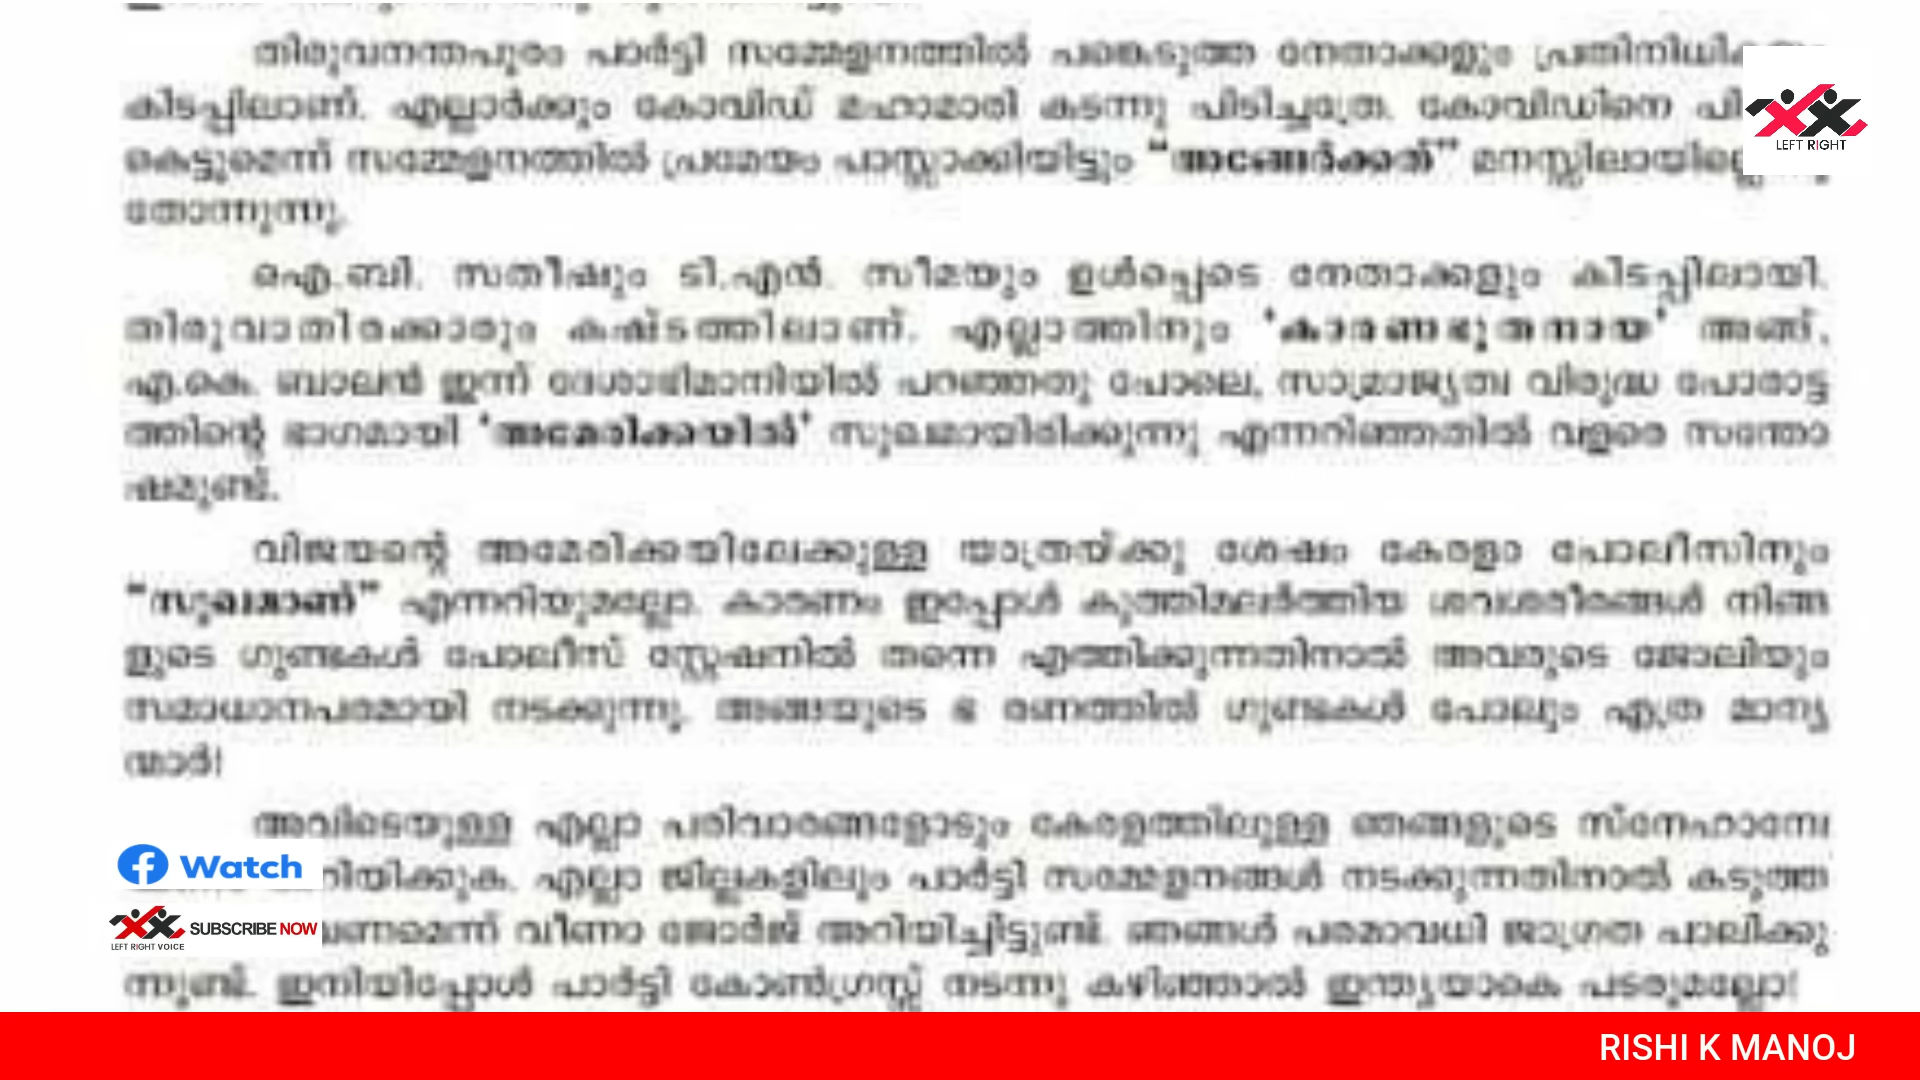 തിരുവനന്തപുരം പാർട്ടി സമ്മേളനത്തിൽ പങ്കെടുത്ത നേതാക്കളും
കിടപ്പിലാണ്. എല്ലാർക്കും കോവിഡ് മഹാമാരി കടന്നു പിടിച്ചത്രേ. കോവിഡിനെ
കെട്ടുമെന്ന് സമ്മേളനത്തിൽ പ്രമേയം പാസ്സാക്കിയിട്ടും "അങ്ങേർക്കത്"
തോന്നുന്നു.
ഐ.ബി. സതീഷും ടി.എൻ. സീമയും ഉൾപ്പെടെ നേതാക്കളും കിടപ്പിലായി.
തിരുവാതിരക്കാരും കഷ്ടത്തിലാണ്. എല്ലാത്തിനും 'കാരണഭൂതനായ' അങ്ങ്,
എ.കെ. ബാലൻ ഇന്ന് ദേശാഭിമാനിയിൽ പറഞ്ഞതു പോലെ, സാമ്രാജ്യത്വ വിരുദ്ധ പോരാട്ട
ത്തിന്റെ ഭാഗമായി 'അമേരിക്കയിൽ' സുഖമായിരിക്കുന്നു എന്നറിഞ്ഞതിൽ വളരെ സന്തോ
ഷമുണ്ട്.
വിജയന്റെ അമേരിക്കയിലേക്കുള്ള യാത്രയ്ക്കു ശേഷം കേരളാ പോലീസിനും
"സുഖമാണ്" എന്നറിയുമല്ലോ. കാരണം ഇപ്പോൾ കുത്തിമലർത്തിയ ശവശരീരങ്ങൾ നിങ്ങ
ളുടെ ഗുണ്ടകൾ പോലീസ് സ്റ്റേഷനിൽ തന്നെ എത്തിക്കുന്നതിനാൽ അവരുടെ ജോലിയും
സമാധാനപരമായി നടക്കുന്നു. അങ്ങയുടെ ഭ രണത്തിൽ ഗുണ്ടകൾ പോലും എത്ര മാന്യ
ന്മാർ!
അവിടെയുള്ള എല്ലാ പരിവാരങ്ങളോടും കേരളത്തിലുള്ള ഞങ്ങളുടെ സ്നേഹാന്വേ
എല്ലാ ജില്ലകളിലും പാർട്ടി സമ്മേളനങ്ങൾ നടക്കുന്നതിനാൽ കടുത്ത
വീണാ ജോർജ് അറിയിച്ചിട്ടുണ്ട്. ഞങ്ങൾ പരമാവധി ജാഗ്രത പാലിക്കു
ന്നുണ്ട്. ഇനിയിപ്പോൾ പാർട്ടി കോൺഗ്രസ്സ് നടന്നു കഴിഞ്ഞാൽ ഇന്ത്യയാകെ പടരുമല്ലോ!
LEFT RIGHT
Watch
SUBSCRIBE NOW
LEFT RIGHT VOICE
RISHI K MANOJ